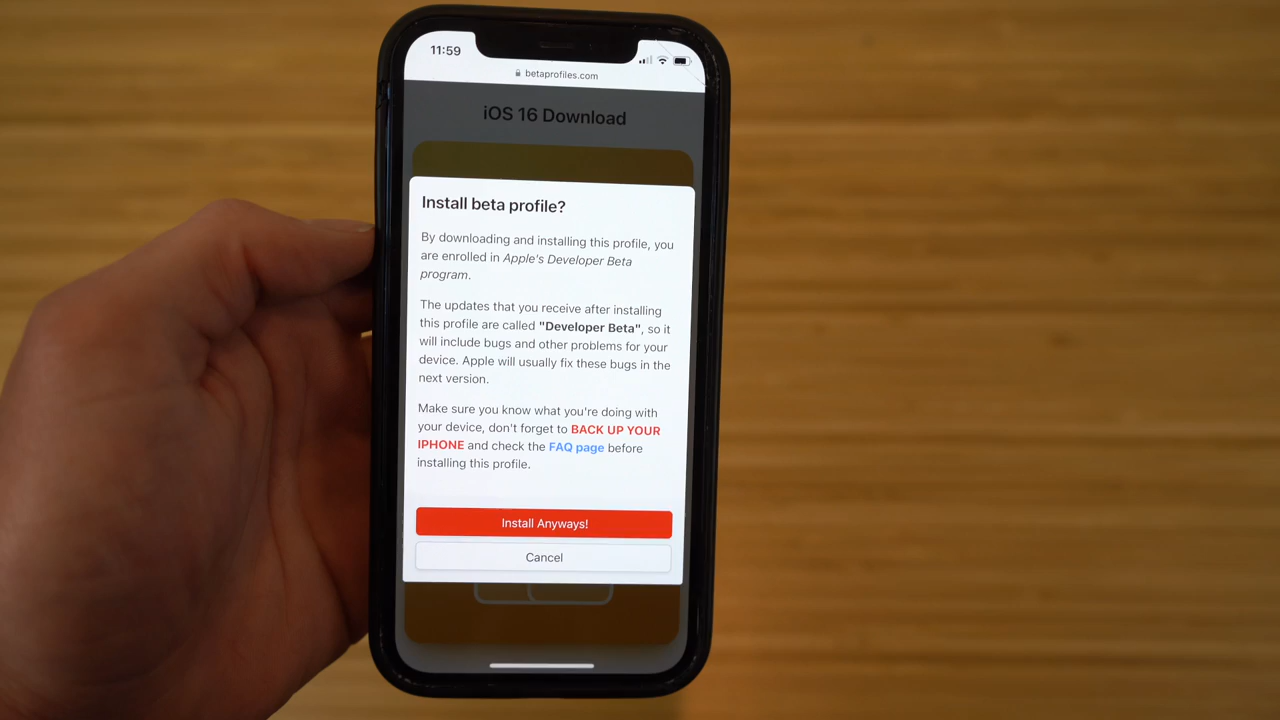 11:59
betaprofiles.com
iOS 16 Download
Install beta profile?
By downloading and installing this profile, you
are enrolled in Apple's Developer Beta
program.
The updates that you receive after installing
this profile are called "Developer Beta", so it
will include bugs and other problems for your
device. Apple will usually fix these bugs in the
next version.
Make sure you know what you're doing with
your device, don't forget to BACK UP YOUR
IPHONE and check the FAQ page before
installing this profile.
Install Anyways!
Cancel